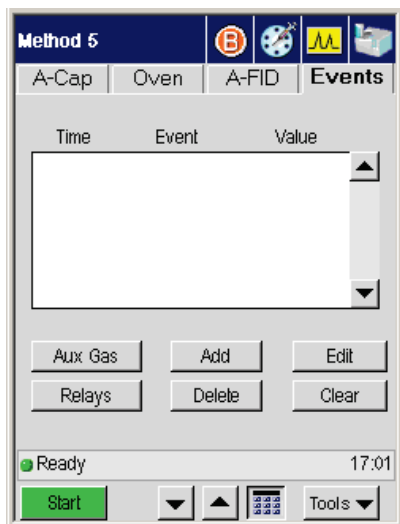 Method 5 B
A-Cap Oven A-FID Events
Time Event Value
Aux Gas Add Edit
Relays Delete Clear
Ready 17:01
Start Tools